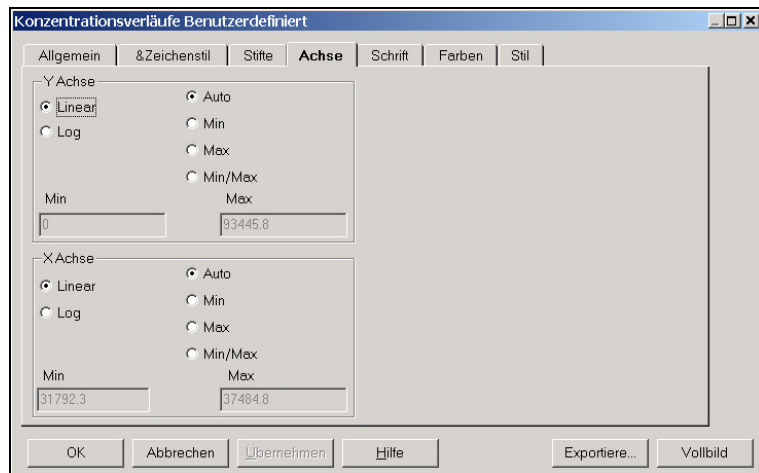 Konzentrationsverläufe Benutzerdefiniert
Allgemein &Zeichenstil Stifte Achse Schrift Farben Stil
Y Achse
Linear
Log
Auto
Min
Max
Min/Max
Min Max
0 93445.8
X Achse
Linear
Log
Auto
Min
Max
Min/Max
Min Max
31792.3 37484.8
OK Abbrechen Übernehmen Hilfe Exportiere... Vollbild